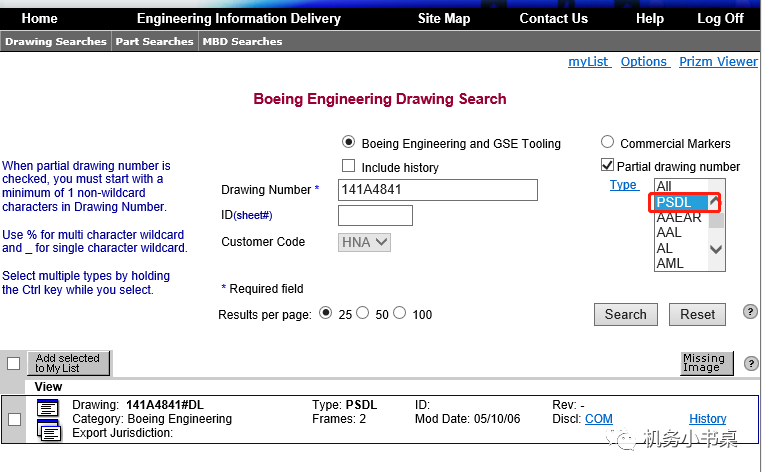 Home Engineering Information Delivery Site Map Contact Us Help Log Off
Drawing Searches Part Searches MBD Searches
myList Options Prizm Viewer
Boeing Engineering Drawing Search
Boeing Engineering and GSE Tooling Commercial Markers
When partial drawing number is
checked, you must start with a
minimum of 1 non-wildcard
characters in Drawing Number.
Use % for multi character wildcard
and _ for single character wildcard.
Select multiple types by holding
the Ctrl key while you select.
Include history Partial drawing number
Drawing Number * 141A4841 Type
ID(sheet#)
Customer Code HNA
All
PSDL
AAEAR
AAL
AL
AML
* Required field
Results per page: 25 50 100 Search Reset ?
Add selected
to My List
Missing
Image ?
View
Drawing: 141A4841#DL Type: PSDL ID: Rev: -
Category: Boeing Engineering Frames: 2 Mod Date: 05/10/06 Discl: COM History
Export Jurisdiction:
机务小书桌